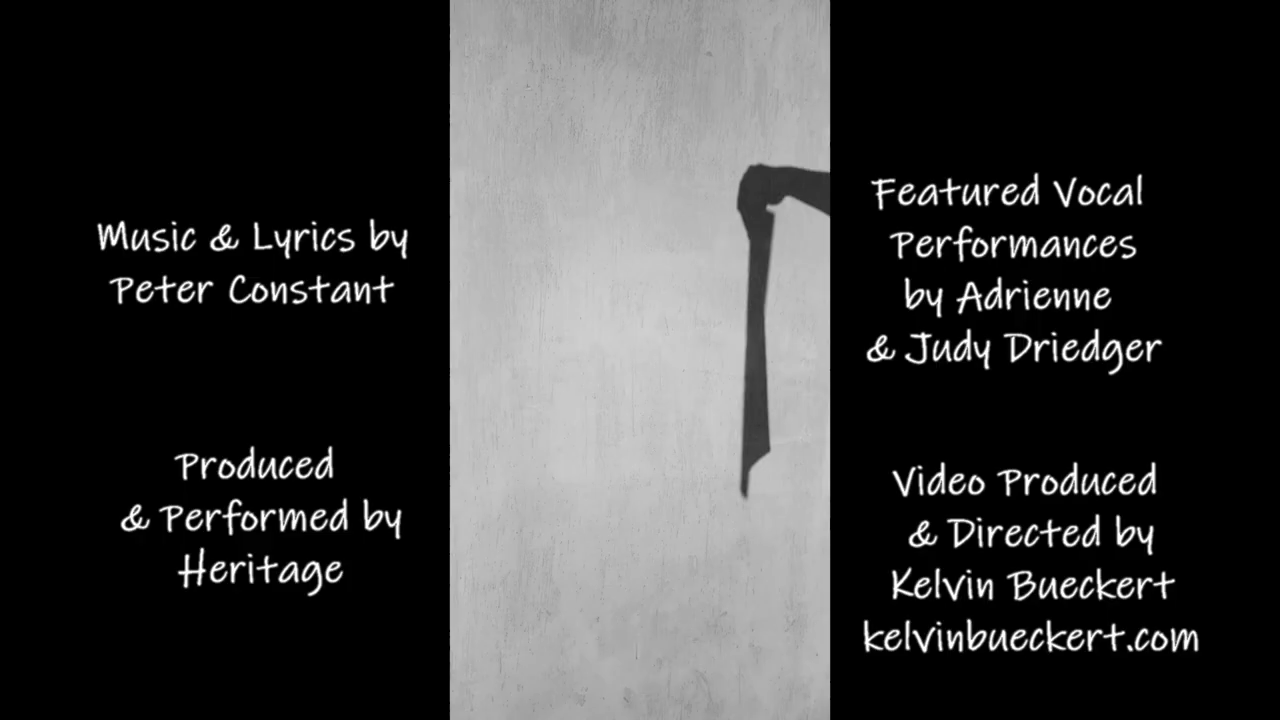 Music & Lyrics by
Peter Constant
Produced
& Performed by
Heritage
Featured Vocal
Performances
by Adrienne
& Judy Driedger
Video Produced
& Directed by
Kelvin Bueckert
kelvinbueckert.com